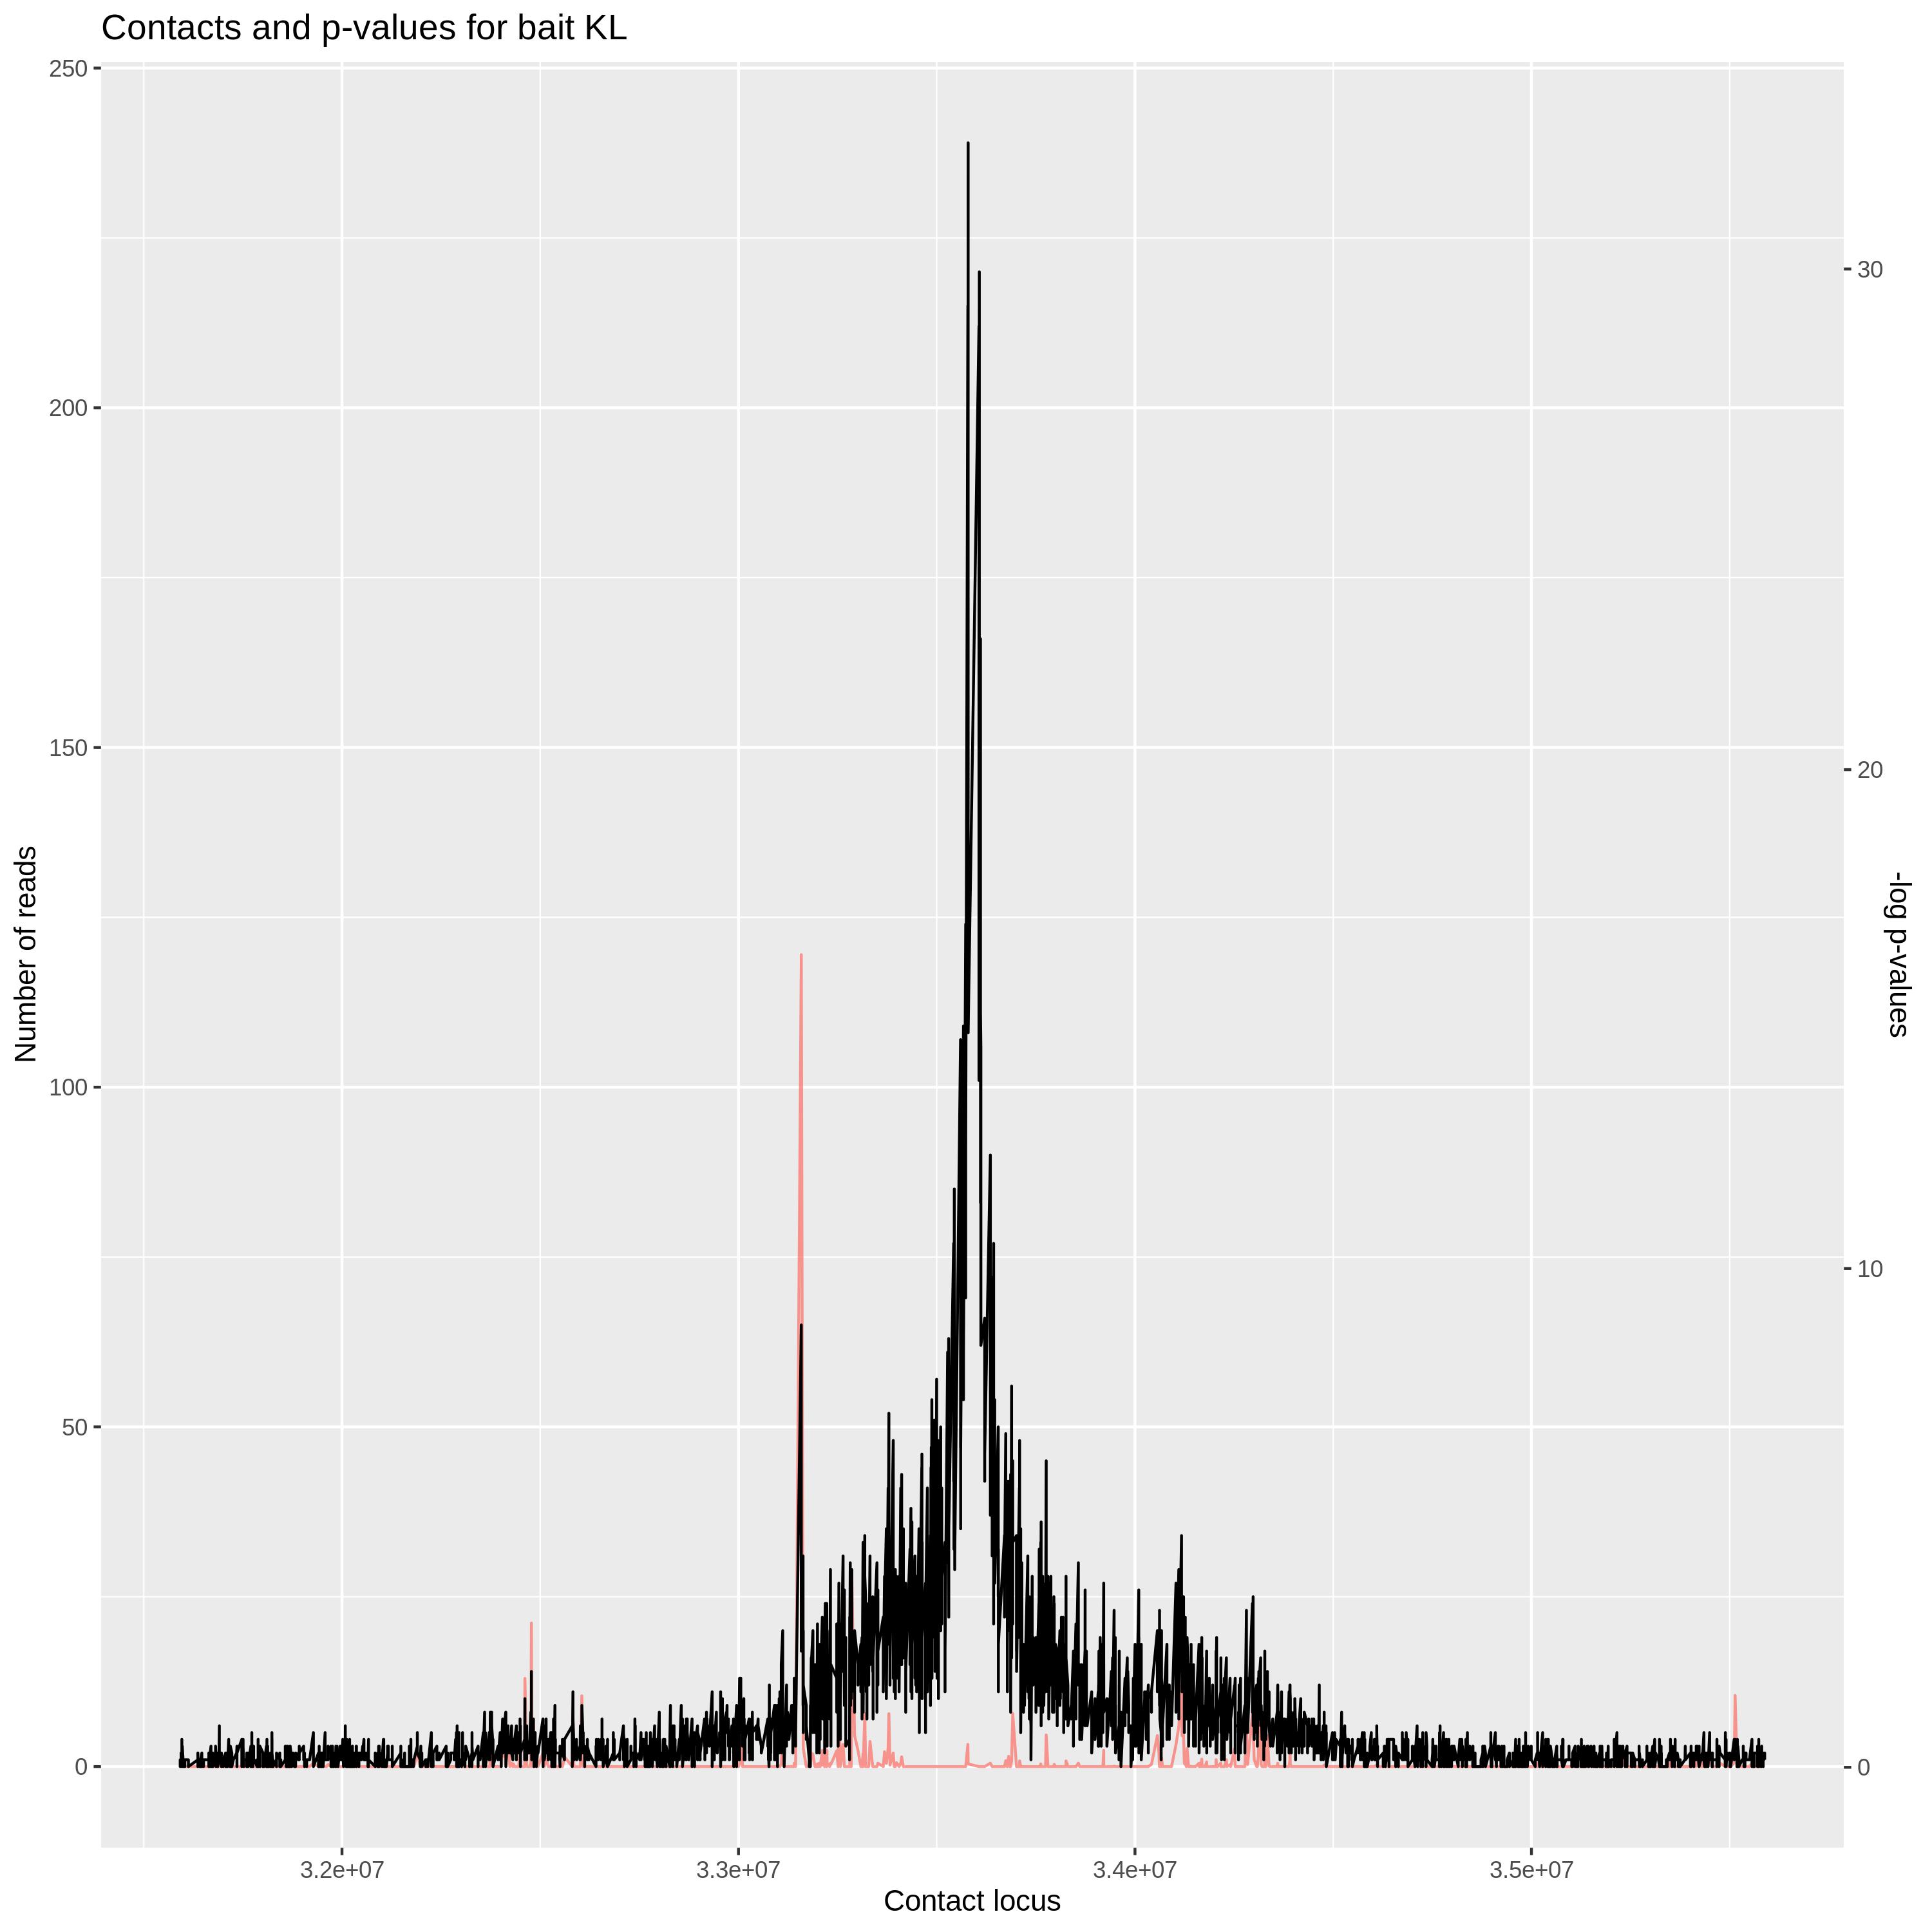 Contacts and p-values for bait KL
250
200
150
100
50
0
Number of reads
30
20
10
0
-log p-values
3.2e+07
3.3e+07
3.4e+07
3.5e+07
Contact locus